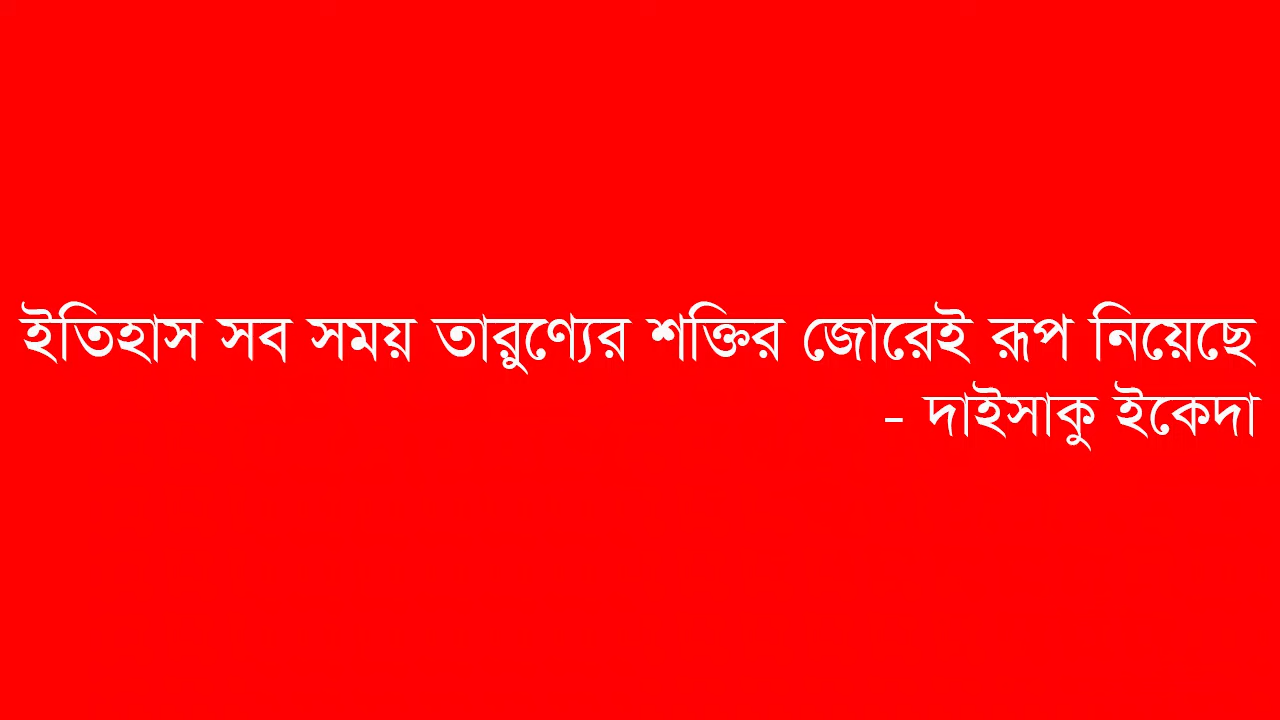 ইতিহাস সব সময় তারুণ্যের শক্তির জোরেই রূপ নিয়েছে
- দাইসাকু ইকেদা